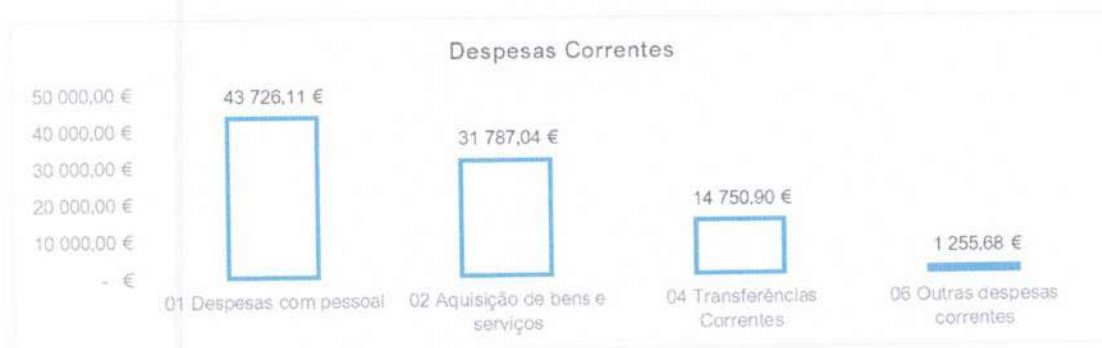 Despesas Correntes
50 000,00 €
40 000,00 €
30 000,00 €
20 000,00 €
10 000,00 €
- €
43 726,11 €
31 787,04 €
14 750,90 €
1 255,68 €
01 Despesas com pessoal
02 Aquisição de bens e
serviços
04 Transferências
Correntes
06 Outras despesas
correntes